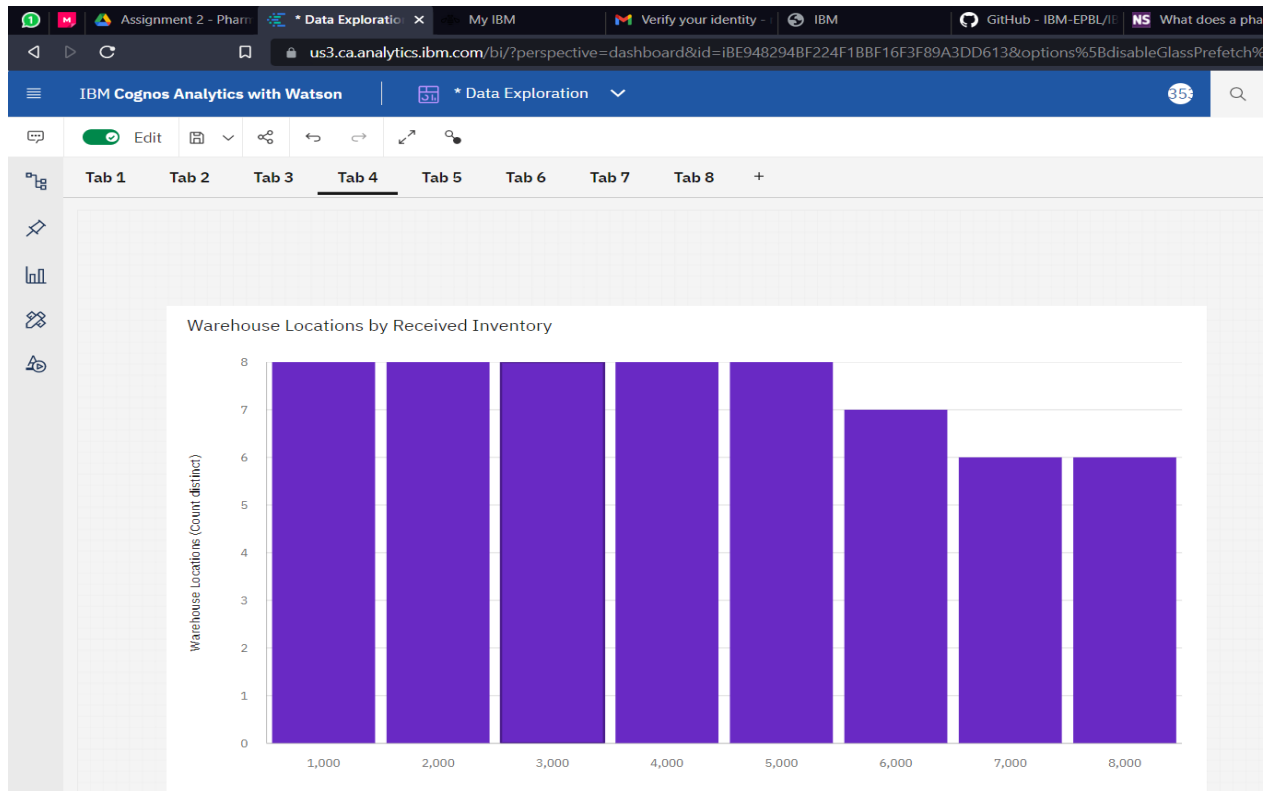 1 M Assignment 2 - Pharm * Data Exploratio × My IBM Verify your identity - IBM GitHub - IBM-EPBL/IB NS What does a pha
us3.ca.analytics.ibm.com/bi/?perspective=dashboard&id=iBE948294BF224F1BBF16F3F89A3DD613&options%5BdisableGlassPrefetch%
IBM Cognos Analytics with Watson * Data Exploration 353
Edit
Tab 1 Tab 2 Tab 3 Tab 4 Tab 5 Tab 6 Tab 7 Tab 8 +
Warehouse Locations by Received Inventory
Warehouse Locations (Count distinct)
8
7
6
5
4
3
2
1
0
1,000 2,000 3,000 4,000 5,000 6,000 7,000 8,000